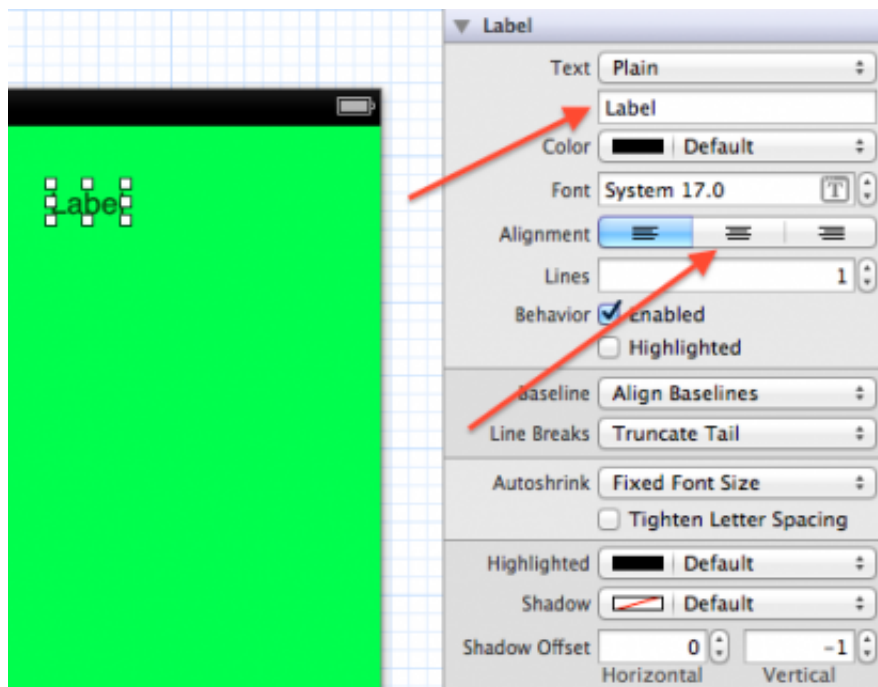 Label
Text Plain
Label
Label
Color Default
Font System 17.0 T
Alignment
Lines 1
Behavior Enabled
Highlighted
Baseline Align Baselines
Line Breaks Truncate Tail
Autoshrink Fixed Font Size
Tighten Letter Spacing
Highlighted Default
Shadow Default
Shadow Offset 0 -1
Horizontal Vertical